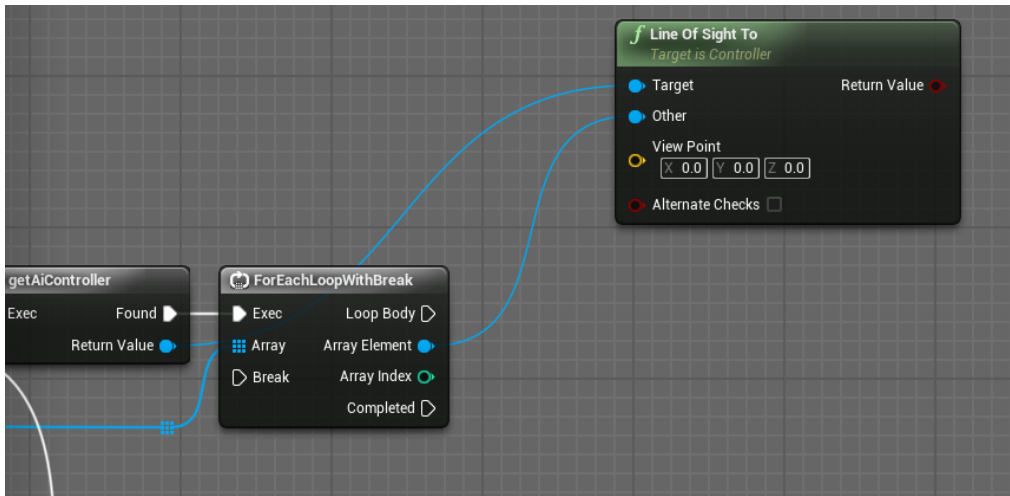 f Line Of Sight To
Target is Controller
Target Return Value
Other
View Point
X 0.0 Y 0.0 Z 0.0
Alternate Checks
getAiController
Exec Found
Return Value
ForEachLoopWithBreak
Exec Loop Body
Array Array Element
Break Array Index
Completed